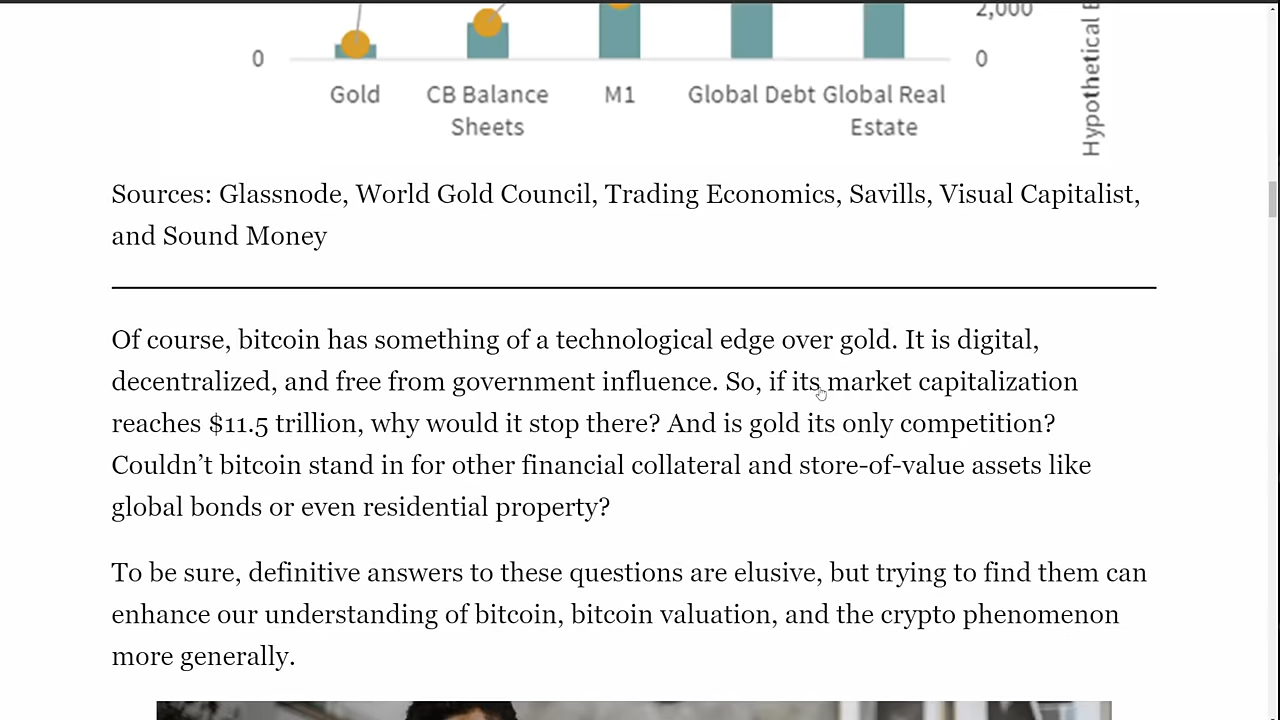 2,000
0
0
Hypothetical
Gold
CB Balance
Sheets
M1
Global Debt
Global Real
Estate
Sources: Glassnode, World Gold Council, Trading Economics, Savills, Visual Capitalist,
and Sound Money
Of course, bitcoin has something of a technological edge over gold. It is digital,
decentralized, and free from government influence. So, if its market capitalization
reaches $11.5 trillion, why would it stop there? And is gold its only competition?
Couldn’t bitcoin stand in for other financial collateral and store-of-value assets like
global bonds or even residential property?
To be sure, definitive answers to these questions are elusive, but trying to find them can
enhance our understanding of bitcoin, bitcoin valuation, and the crypto phenomenon
more generally.